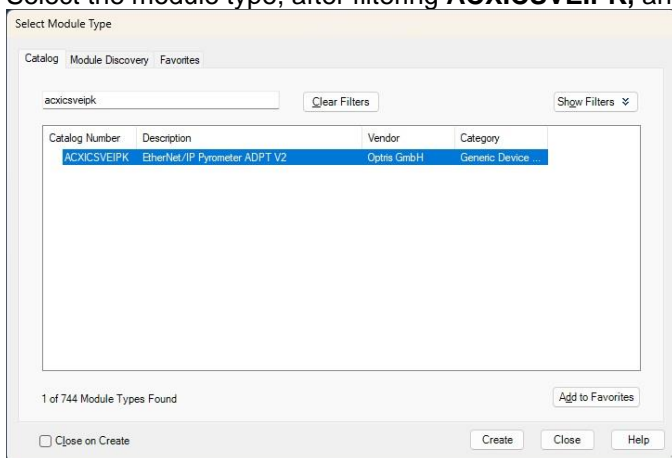 Select the module type, after filtering ACXICSVEIPK, an
Select Module Type
Catalog Module Discovery Favorites
acxicsveipk Clear Filters Show Filters
Catalog Number Description Vendor Category
ACXICSVEIPK EtherNet/IP Pyrometer ADPT V2 Optris GmbH Generic Device ...
1 of 744 Module Types Found Add to Favorites
Close on Create Create Close Help